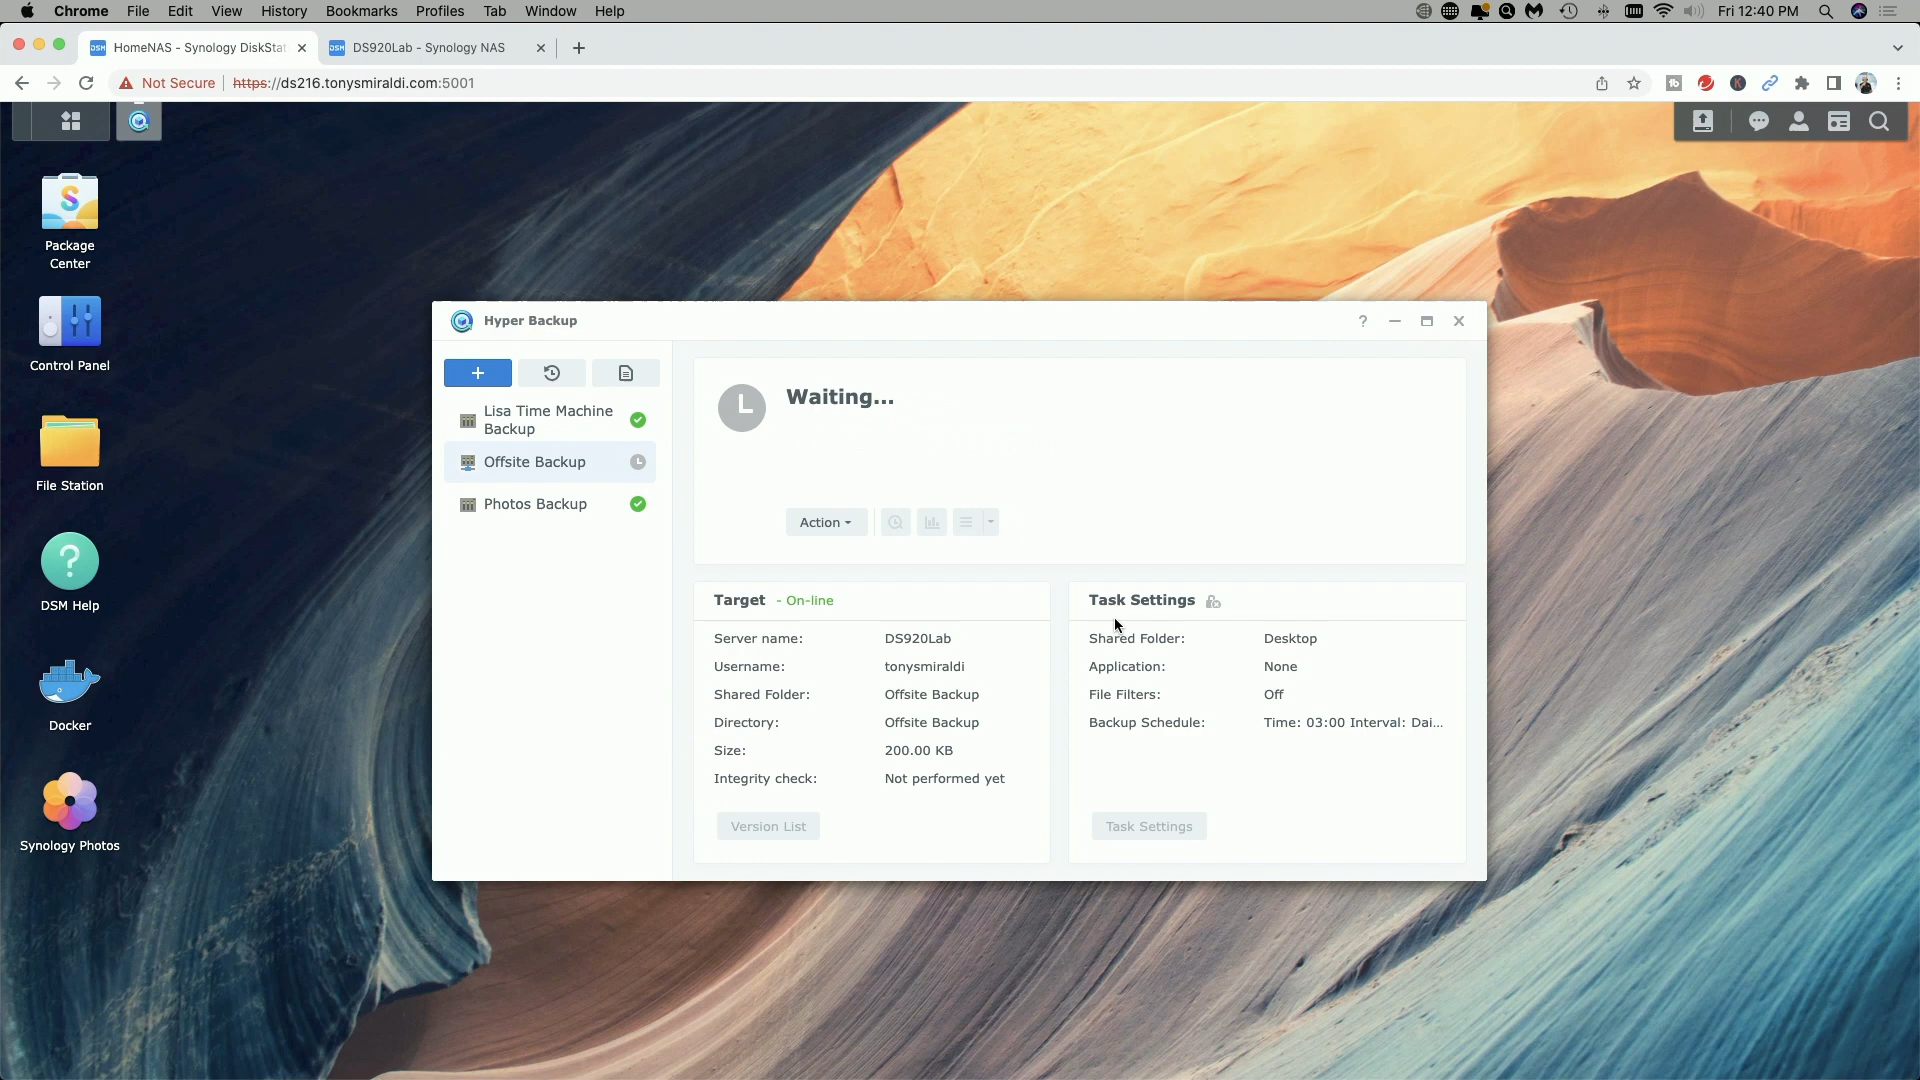 Chrome File Edit View History Bookmarks Profiles Tab Window Help Fri 12:40 PM
HomeNAS - Synology DiskStat
DS920Lab - Synology NAS
Not Secure https://ds216.tonysmiraldi.com:5001
Package
Center
Control Panel
File Station
DSM Help
Docker
Synology Photos
Hyper Backup
Lisa Time Machine
Backup
Offsite Backup
Photos Backup
Waiting...
Action
Target - On-line
Server name: DS920Lab
Username: tonysmiraldi
Shared Folder: Offsite Backup
Directory: Offsite Backup
Size: 200.00 KB
Integrity check: Not performed yet
Version List
Task Settings
Shared Folder: Desktop
Application: None
File Filters: Off
Backup Schedule: Time: 03:00 Interval: Dai...
Task Settings